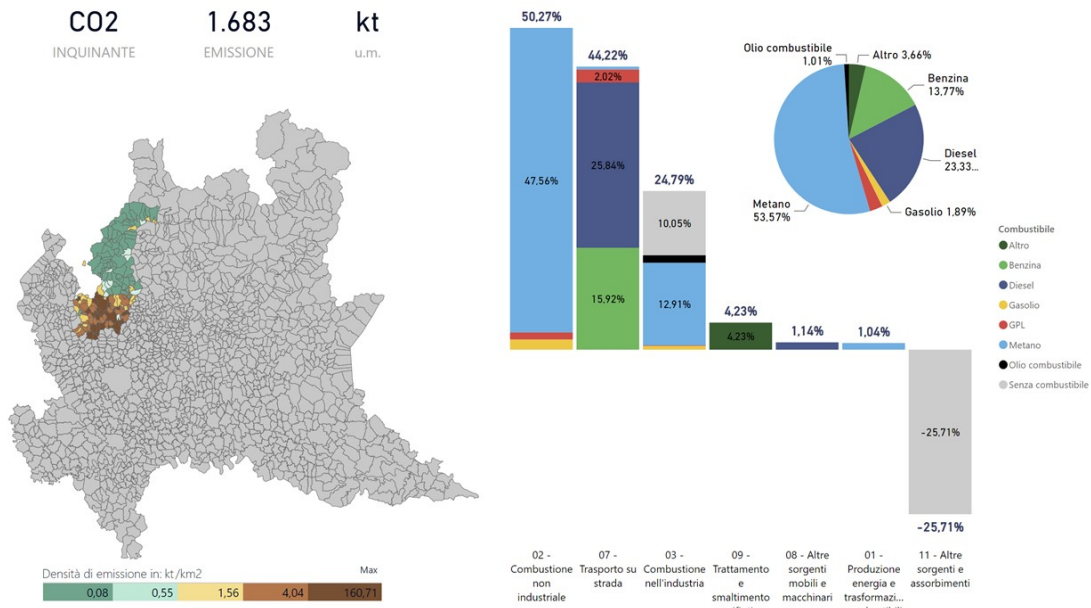 CO2
INQUINANTE
1.683
EMISSIONE
kt
u.m.
Densità di emissione in: kt/km2
Max
0,08
0,55
1,56
4,04
160,71
50,27%
47,56%
44,22%
2,02%
25,84%
15,92%
24,79%
10,05%
12,91%
4,23%
4,23%
1,14%
1,04%
-25,71%
-25,71%
02 -
Combustione
non
industriale
07 -
Trasporto su
strada
03 -
Combustione
nell'industria
09 -
Trattamento
e
smaltimento
08 - Altre
sorgenti
mobili e
macchinari
01 -
Produzione
energia e
trasformazi...
11 - Altre
sorgenti e
assorbimenti
Olio combustibile
1,01%
Altro 3,66%
Benzina
13,77%
Diesel
23,33...
Gasolio 1,89%
Metano
53,57%
Combustibile
Altro
Benzina
Diesel
Gasolio
GPL
Metano
Olio combustibile
Senza combustibile